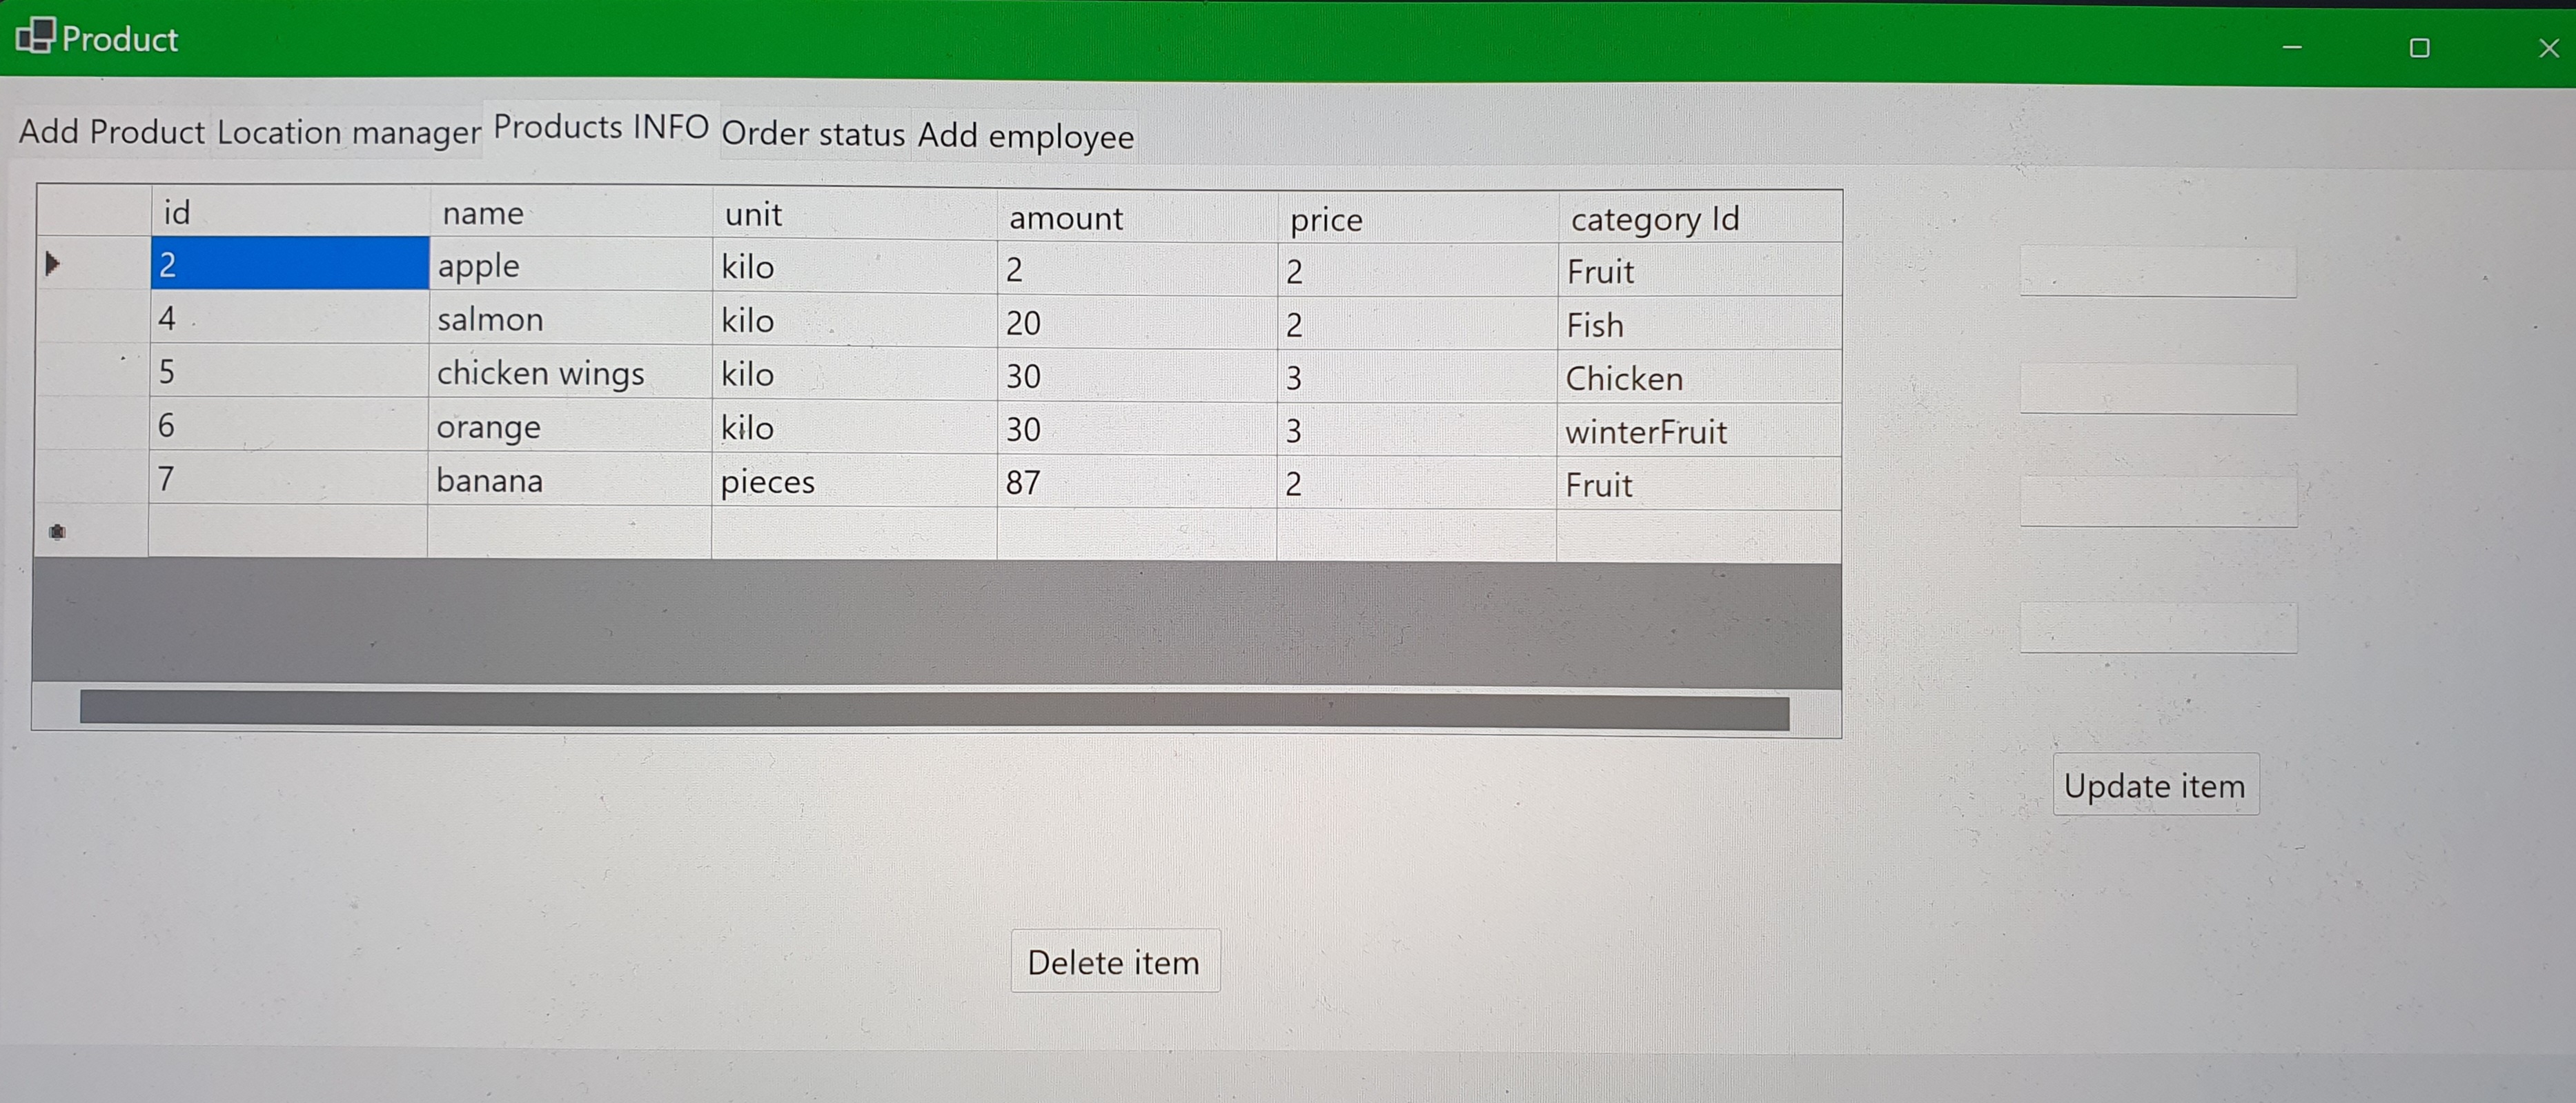 Product
Add Product Location manager Products INFO Order status Add employee
id name unit amount price category Id
2 apple kilo 2 2 Fruit
4 salmon kilo 20 2 Fish
5 chicken wings kilo 30 3 Chicken
6 orange kilo 30 3 winterFruit
7 banana pieces 87 2 Fruit
Update item
Delete item